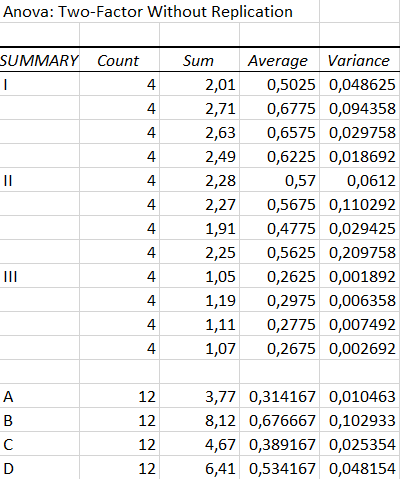 Anova: Two-Factor Without Replication
SUMMARY Count Sum Average Variance
I 4 2,01 0,5025 0,048625
4 2,71 0,6775 0,094358
4 2,63 0,6575 0,029758
4 2,49 0,6225 0,018692
II 4 2,28 0,57 0,0612
4 2,27 0,5675 0,110292
4 1,91 0,4775 0,029425
4 2,25 0,5625 0,209758
III 4 1,05 0,2625 0,001892
4 1,19 0,2975 0,006358
4 1,11 0,2775 0,007492
4 1,07 0,2675 0,002692
A 12 3,77 0,314167 0,010463
B 12 8,12 0,676667 0,102933
C 12 4,67 0,389167 0,025354
D 12 6,41 0,534167 0,048154